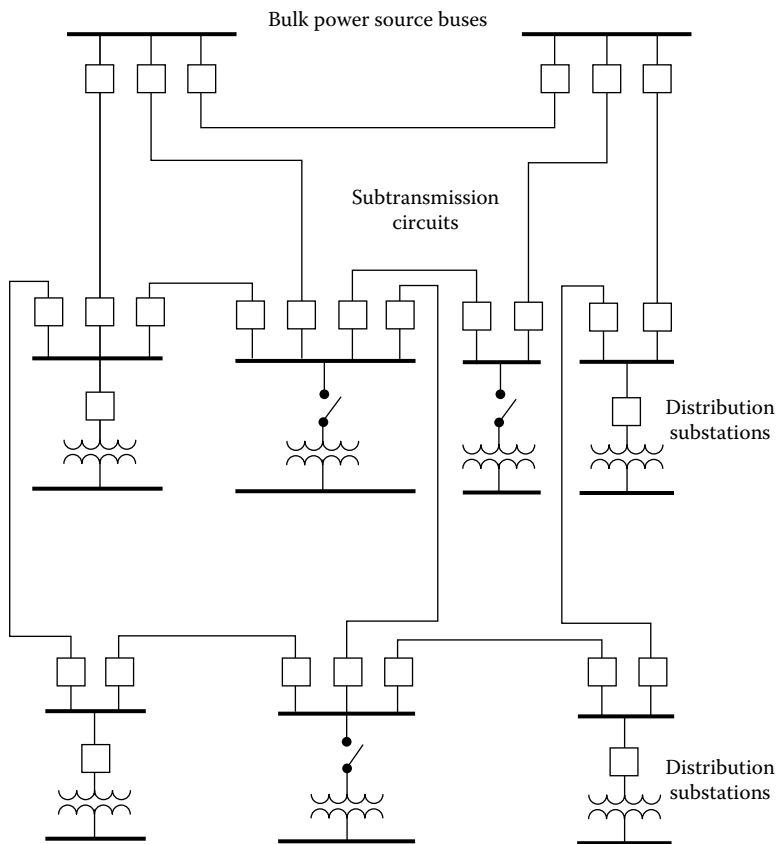 Bulk power source buses
Subtransmission
circuits
Distribution
substations
Distribution
substations